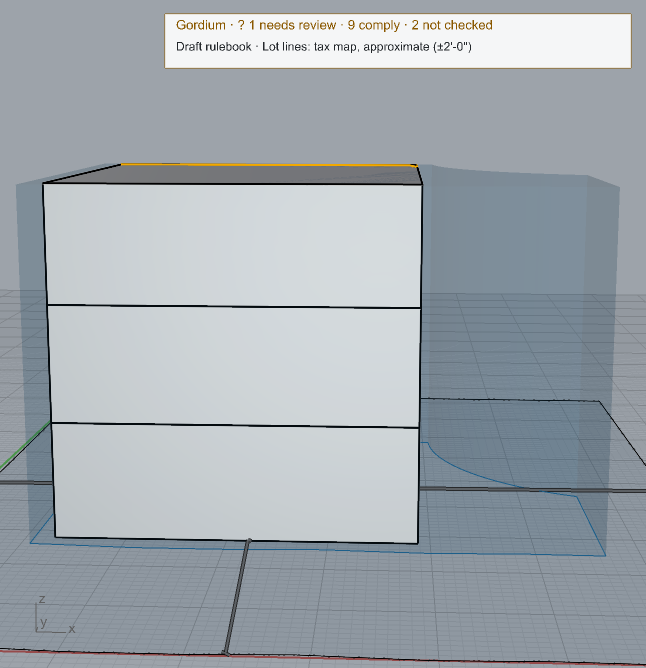 Gordium · ? 1 needs review · 9 comply · 2 not checked
Draft rulebook · Lot lines: tax map, approximate (±2'-0")
z
y
x